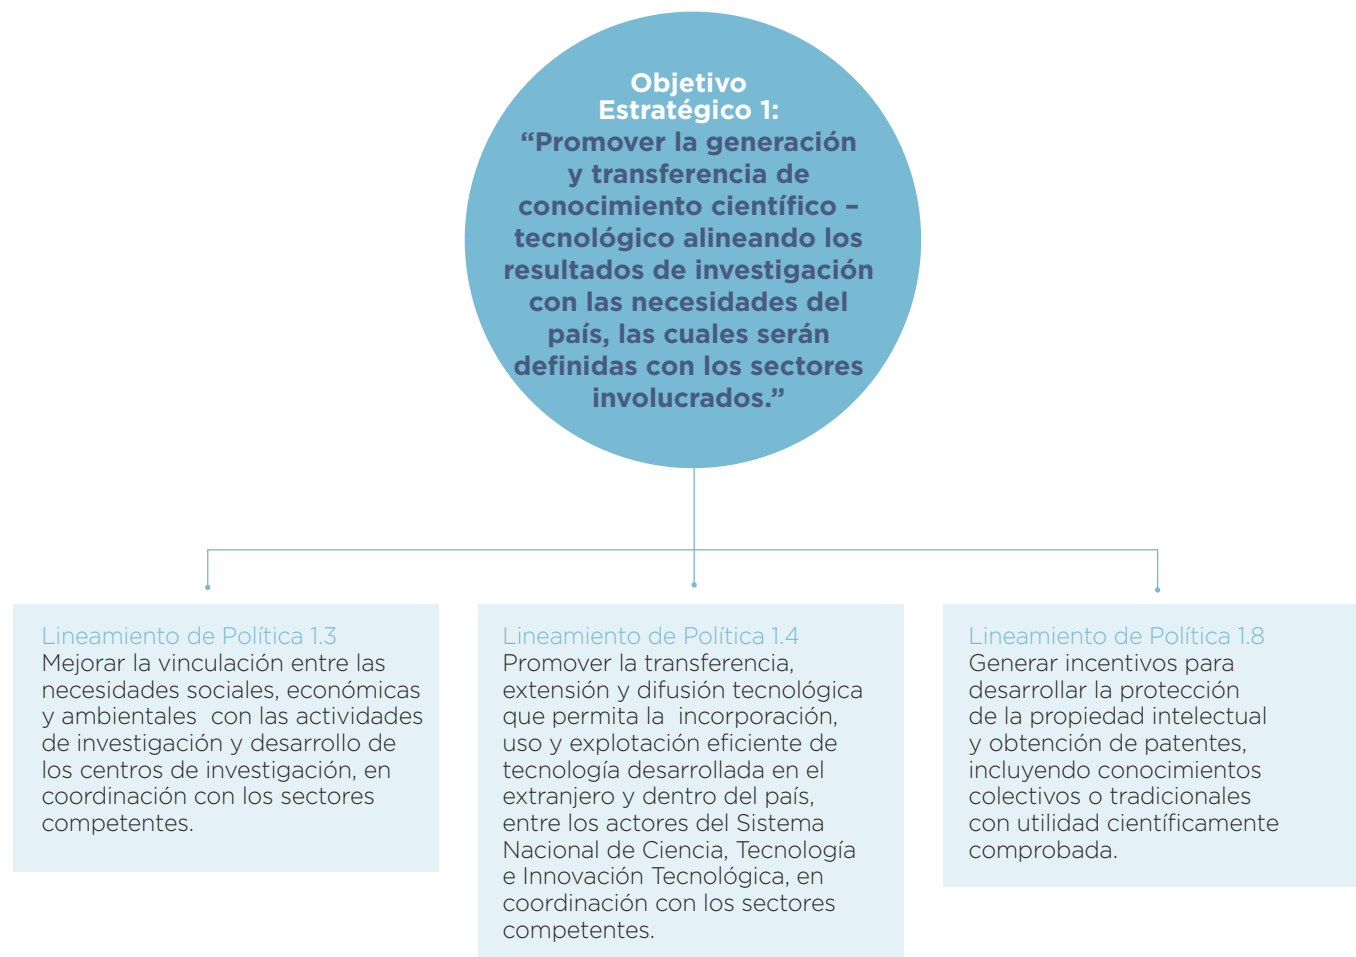 Objetivo
Estratégico 1:
“Promover la generación
y transferencia de
conocimiento científico –
tecnológico alineando los
resultados de investigación
con las necesidades del
país, las cuales serán
definidas con los sectores
involucrados.”
Lineamiento de Política 1.3
Mejorar la vinculación entre las
necesidades sociales, económicas
y ambientales con las actividades
de investigación y desarrollo de
los centros de investigación, en
coordinación con los sectores
competentes.
Lineamiento de Política 1.4
Promover la transferencia,
extensión y difusión tecnológica
que permita la incorporación,
uso y explotación eficiente de
tecnología desarrollada en el
extranjero y dentro del país,
entre los actores del Sistema
Nacional de Ciencia, Tecnología
e Innovación Tecnológica, en
coordinación con los sectores
competentes.
Lineamiento de Política 1.8
Generar incentivos para
desarrollar la protección
de la propiedad intelectual
y obtención de patentes,
incluyendo conocimientos
colectivos o tradicionales
con utilidad científicamente
comprobada.